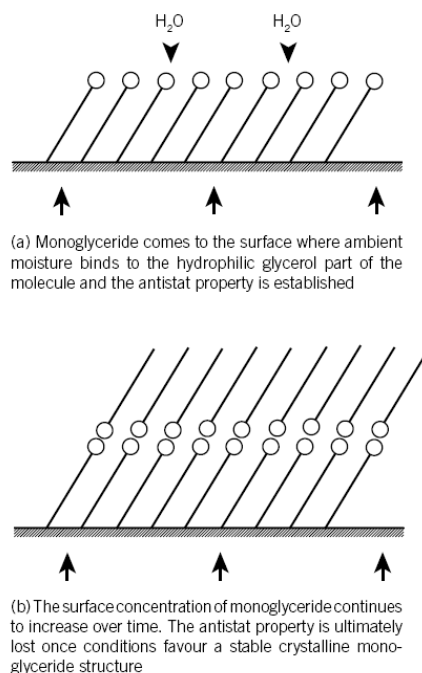 H₂O H₂O
(a) Monoglyceride comes to the surface where ambient
moisture binds to the hydrophilic glycerol part of the
molecule and the antistat property is established
(b) The surface concentration of monoglyceride continues
to increase over time. The antistat property is ultimately
lost once conditions favour a stable crystalline mono-
glyceride structure